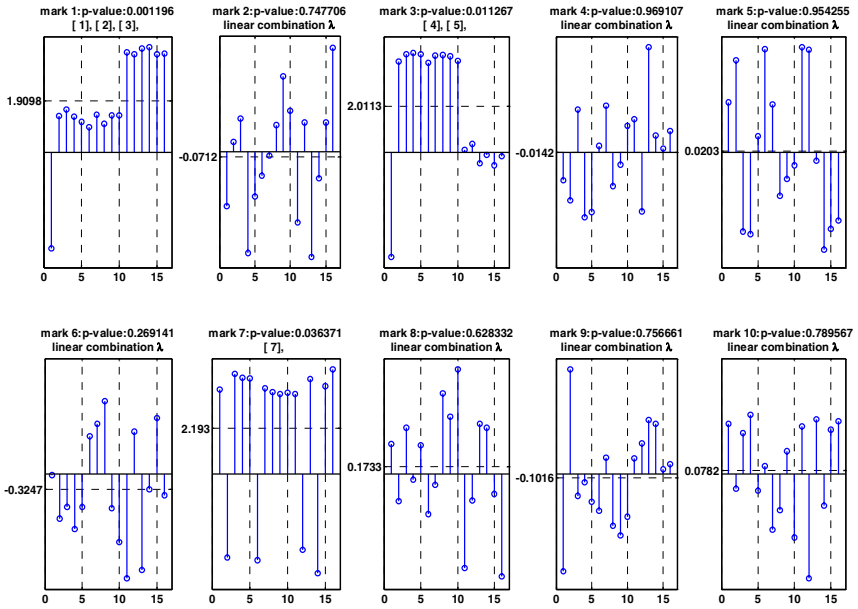 mark 1:p-value:0.001196
[ 1], [ 2], [ 3],
1.9098
0 5 10 15
mark 2:p-value:0.747706
linear combination λ
-0.0712
0 5 10 15
mark 3:p-value:0.011267
[ 4], [ 5],
2.0113
0 5 10 15
mark 4:p-value:0.969107
linear combination λ
-0.0142
0 5 10 15
mark 5:p-value:0.954255
linear combination λ
0.0203
0 5 10 15
mark 6:p-value:0.269141
linear combination λ
-0.3247
0 5 10 15
mark 7:p-value:0.036371
[ 7],
2.193
0 5 10 15
mark 8:p-value:0.628332
linear combination λ
0.1733
0 5 10 15
mark 9:p-value:0.756661
linear combination λ
-0.1016
0 5 10 15
mark 10:p-value:0.789567
linear combination λ
0.0782
0 5 10 15